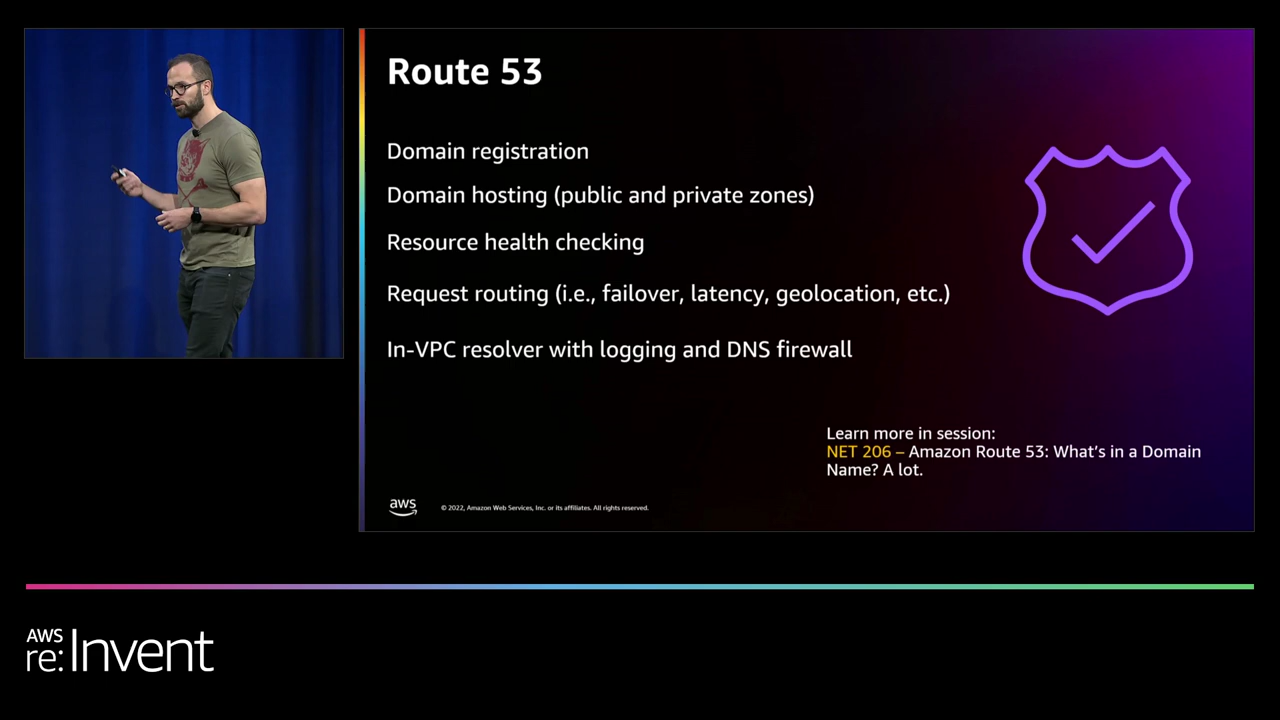 Route 53
Domain registration
Domain hosting (public and private zones)
Resource health checking
Request routing (i.e., failover, latency, geolocation, etc.)
In-VPC resolver with logging and DNS firewall
Learn more in session:
NET 206 – Amazon Route 53: What’s in a Domain
Name? A lot.
aws
© 2022, Amazon Web Services, Inc. or its affiliates. All rights reserved.
AWS
re:Invent